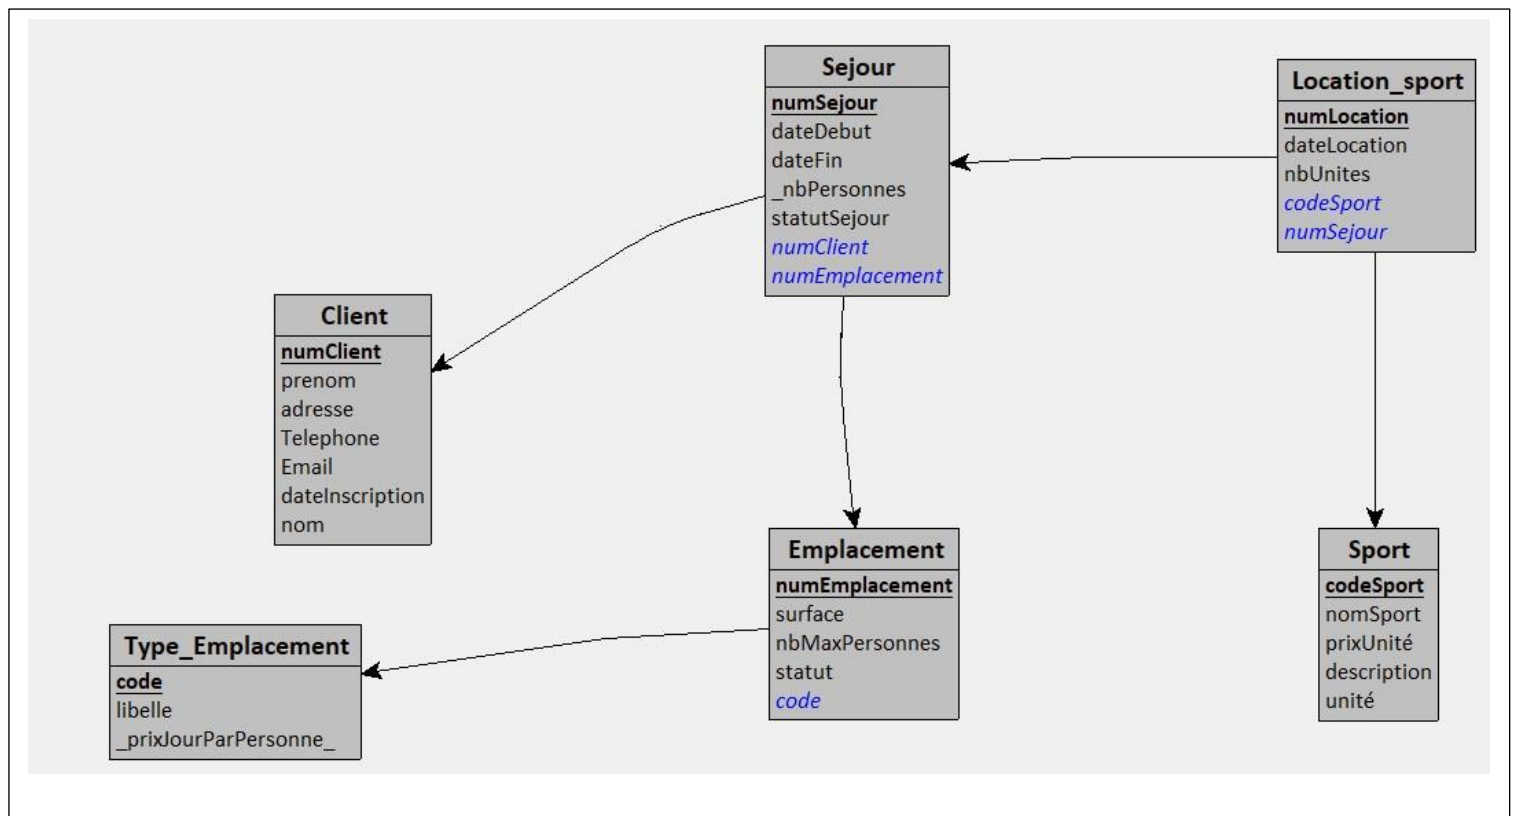 Sejour
numSejour
dateDebut
dateFin
_nbPersonnes
statutSejour
numClient
numEmplacement
Location_sport
numLocation
dateLocation
nbUnites
codeSport
numSejour
Client
numClient
prenom
adresse
Telephone
Email
dateInscription
nom
Emplacement
numEmplacement
surface
nbMaxPersonnes
statut
code
Sport
codeSport
nomSport
prixUnité
description
unité
Type_Emplacement
code
libelle
_prixJourParPersonne_